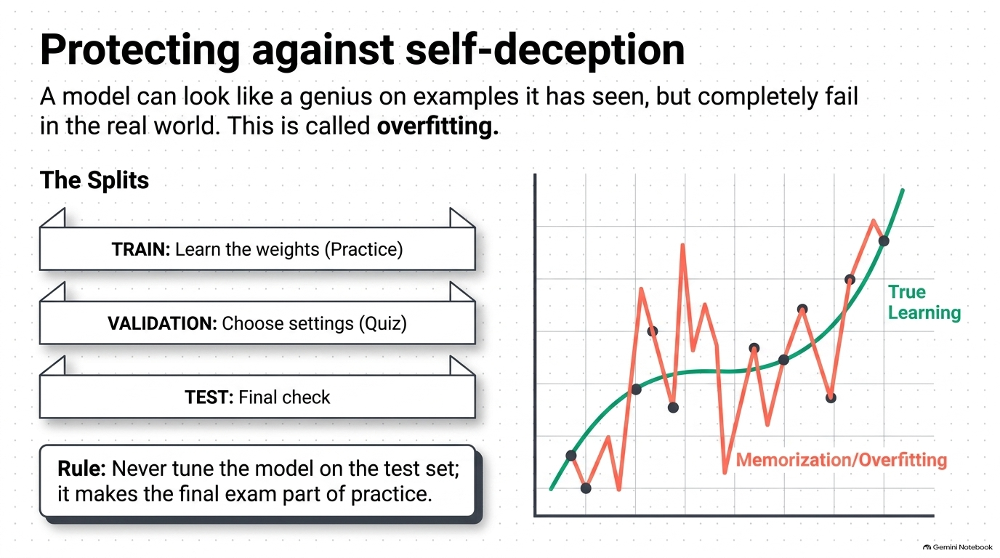 Protecting against self-deception
A model can look like a genius on examples it has seen, but completely fail
in the real world. This is called overfitting.
The Splits
TRAIN: Learn the weights (Practice)
VALIDATION: Choose settings (Quiz)
TEST: Final check
Rule: Never tune the model on the test set;
it makes the final exam part of practice.
True
Learning
Memorization/Overfitting
Gemini Notebook